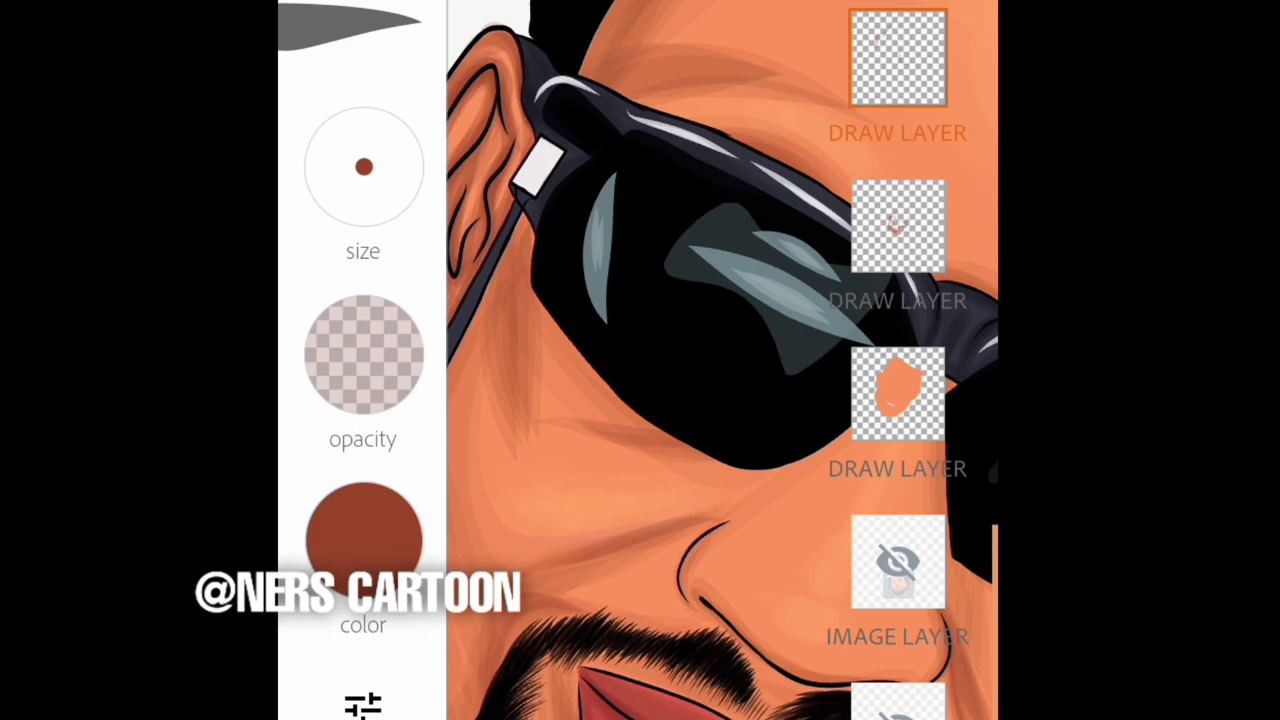 DRAW LAYER
size
DRAW LAYER
opacity
DRAW LAYER
@NERS CARTOON
color
IMAGE LAYER